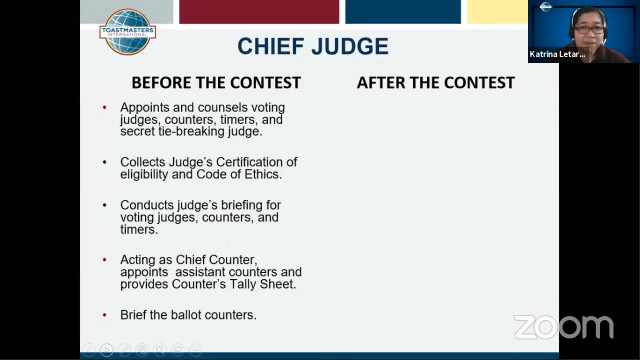 TOASTMASTERS
INTERNATIONAL
CHIEF JUDGE
BEFORE THE CONTEST
• Appoints and counsels voting
judges, counters, timers, and
secret tie-breaking judge.
• Collects Judge's Certification of
eligibility and Code of Ethics.
• Conducts judge's briefing for
voting judges, counters, and
timers.
• Acting as Chief Counter,
appoints assistant counters and
provides Counter's Tally Sheet.
• Brief the ballot counters.
AFTER THE CONTEST
Katrina Letar...
zoom